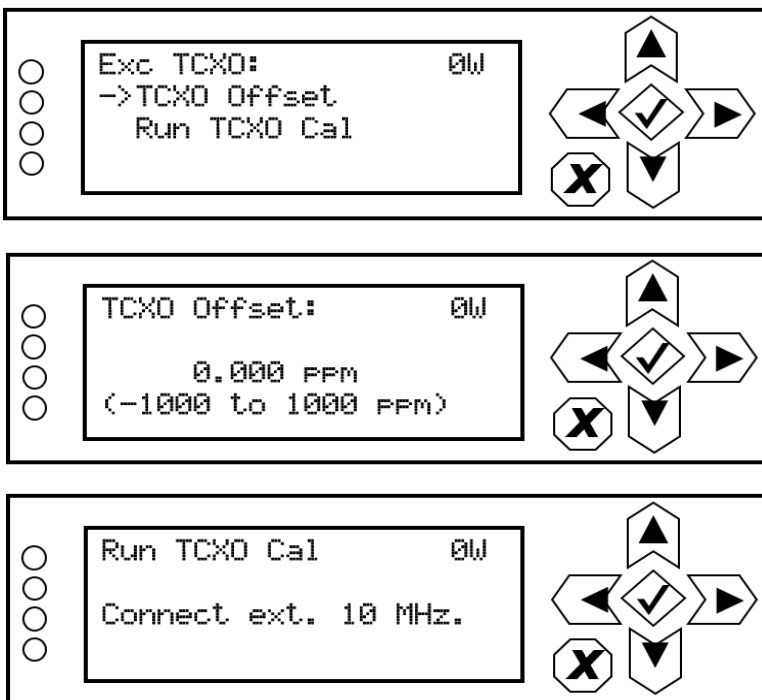 Exc TCXO: 0W
->TCXO Offset
Run TCXO Cal
TCXO Offset: 0W
0.000 ppm
(-1000 to 1000 ppm)
Run TCXO Cal 0W
Connect ext. 10 MHz.